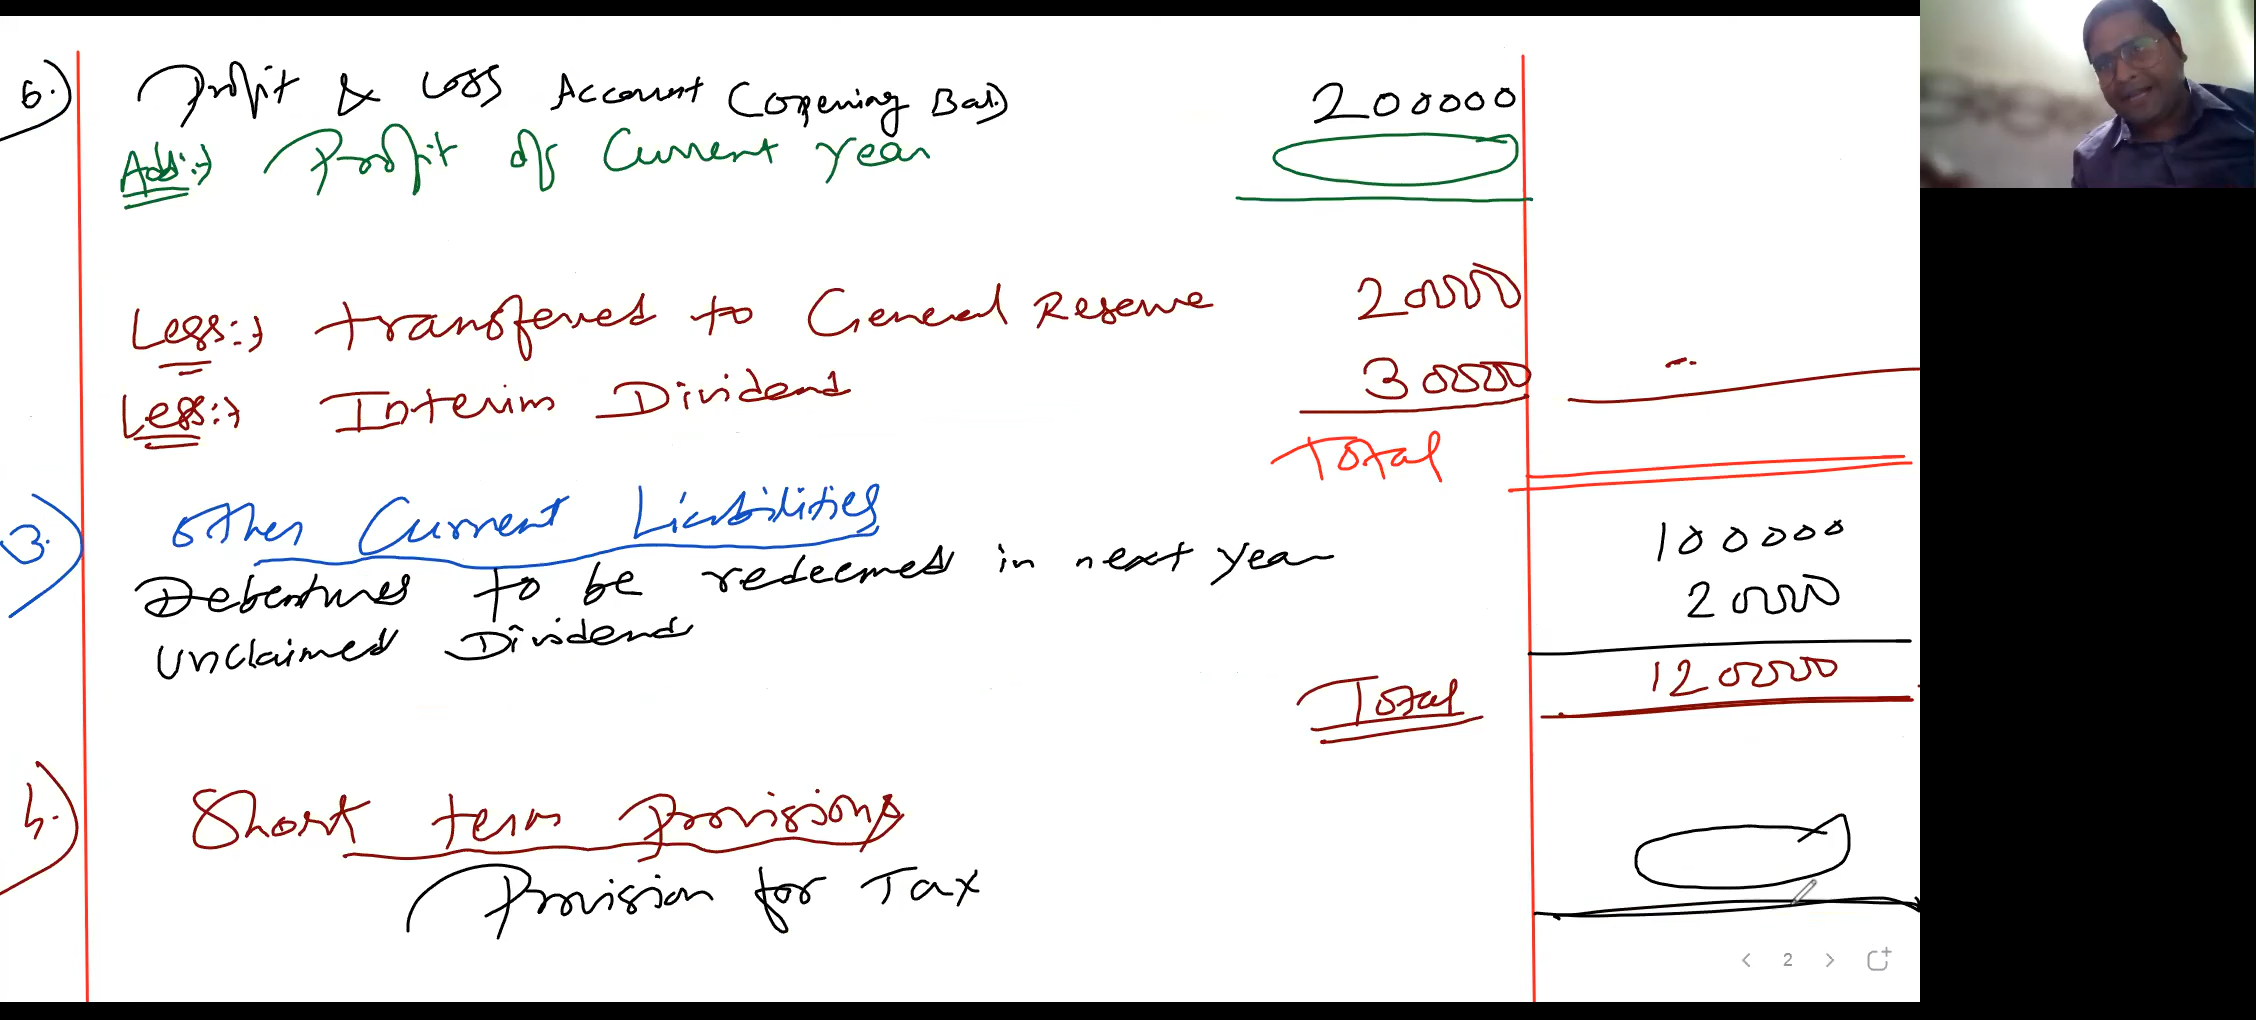 6.) Profit & Loss Account (opening Bal) 200000
Add:→ Profit of Current Year
Less:→ transferred to General Reserve 20000
Less:→ Interim Dividend 30000
Total
3.) Other Current Liabilities
Debentures to be redeemed in next year 100000
Unclaimed Dividend 20000
Total 120000
4.) Short term Provisions
Provision for Tax
2